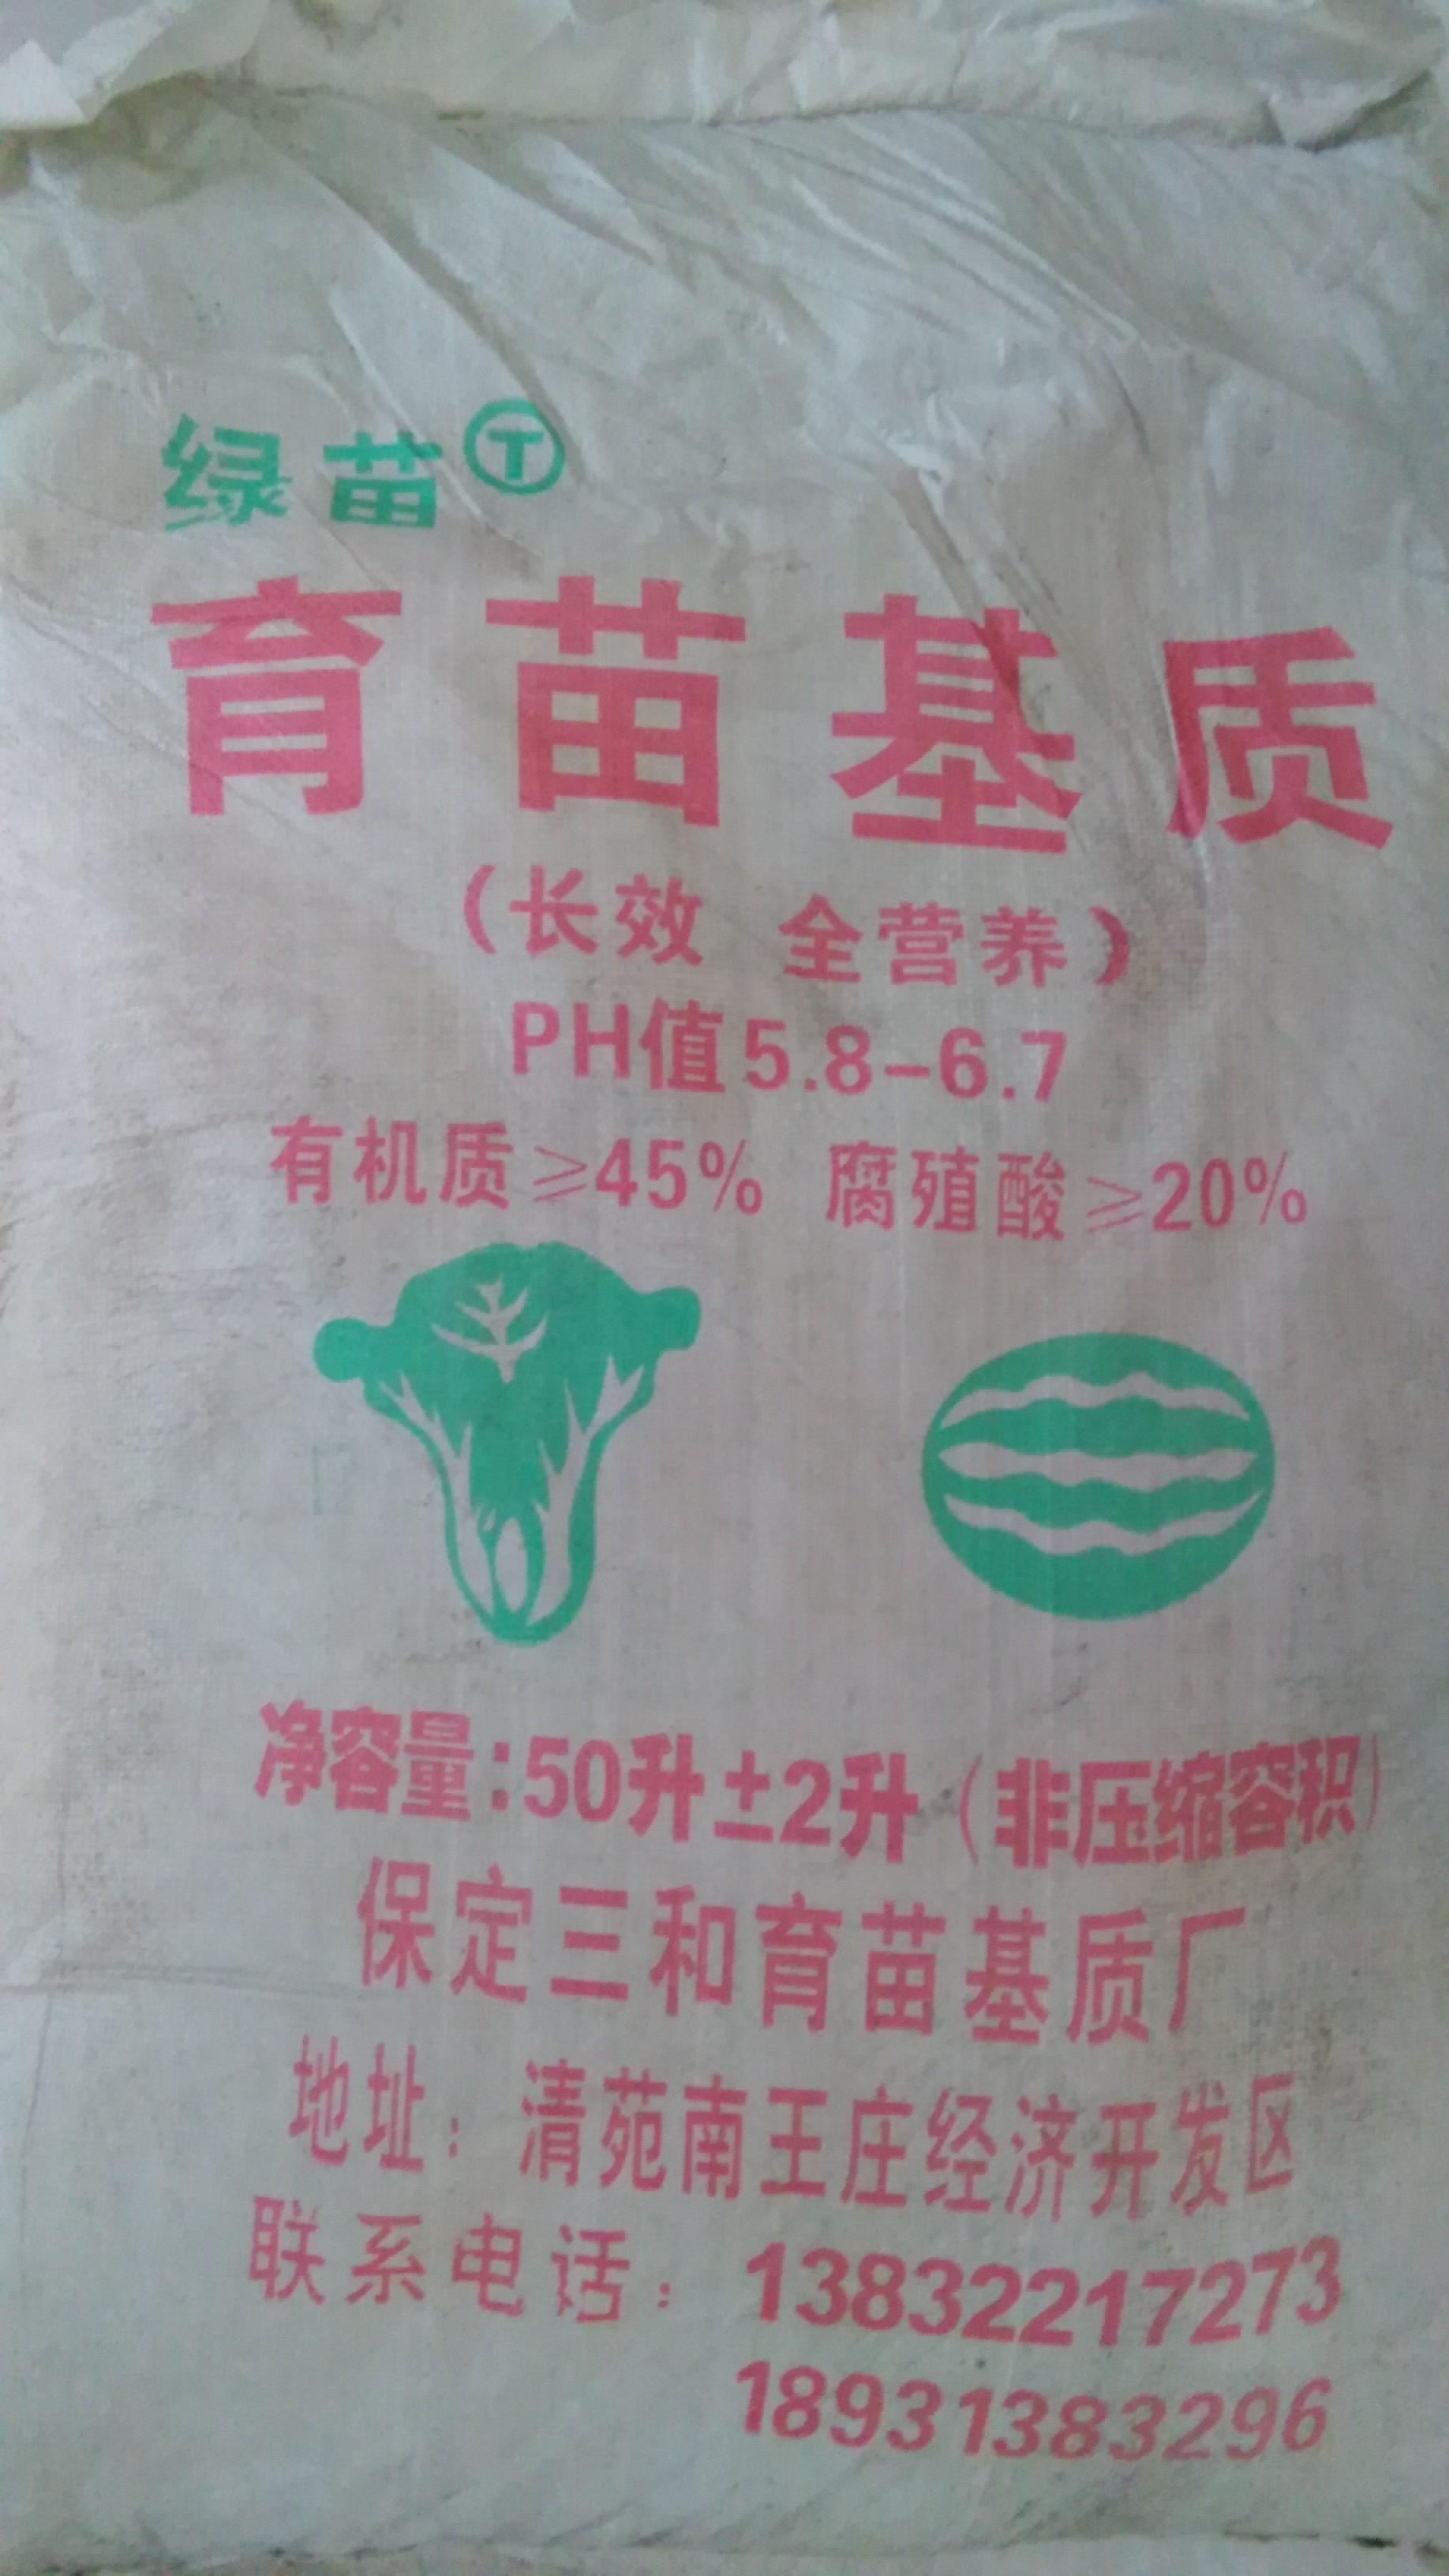 绿苗Ⓣ
育苗基质
（长效 全营养）
PH值5.8-6.7
有机质≥45% 腐殖酸≥20%
净容量:50升±2升（非压缩容积）
保定三和育苗基质厂
地址：清苑南王庄经济开发区
联系电话：13832217273
18931383296